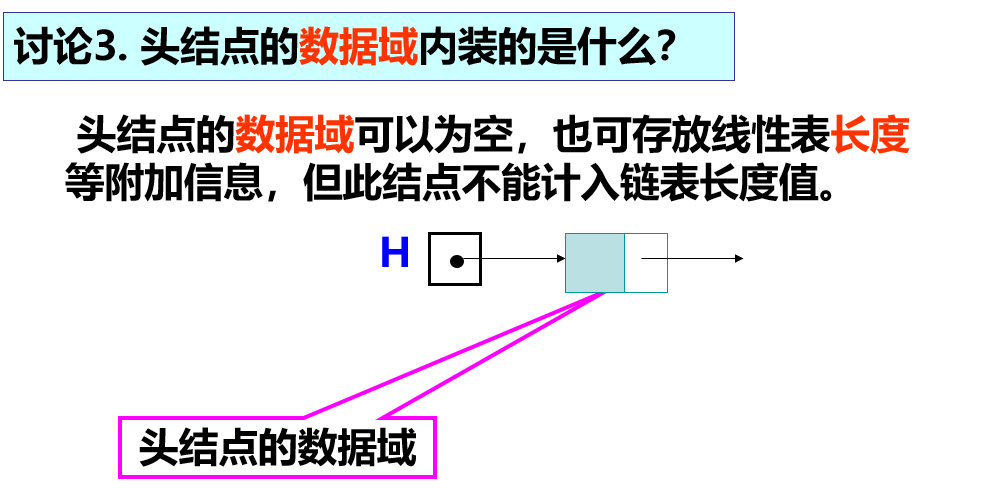 讨论3. 头结点的数据域内装的是什么？
头结点的数据域可以为空，也可存放线性表长度
等附加信息，但此结点不能计入链表长度值。
H
头结点的数据域